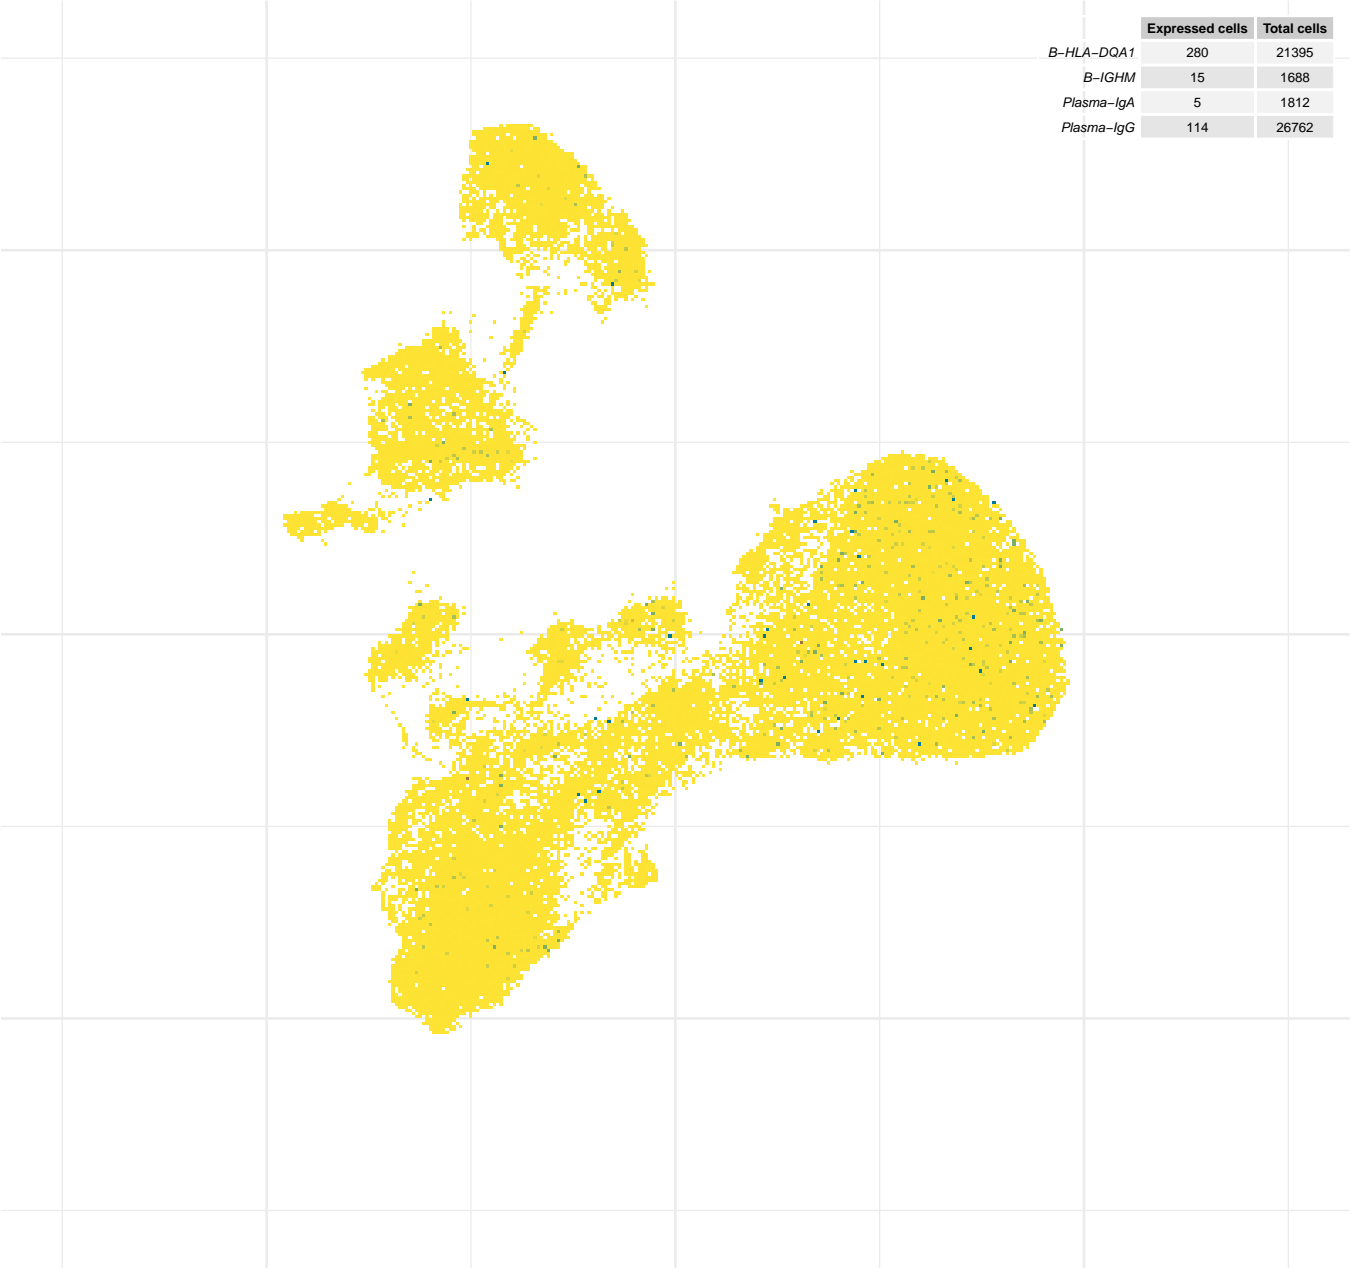 Expressed cells Total cells
B−HLA−DQA1 280 21395
B−IGHM 15 1688
Plasma−IgA 5 1812
Plasma−IgG 114 26762